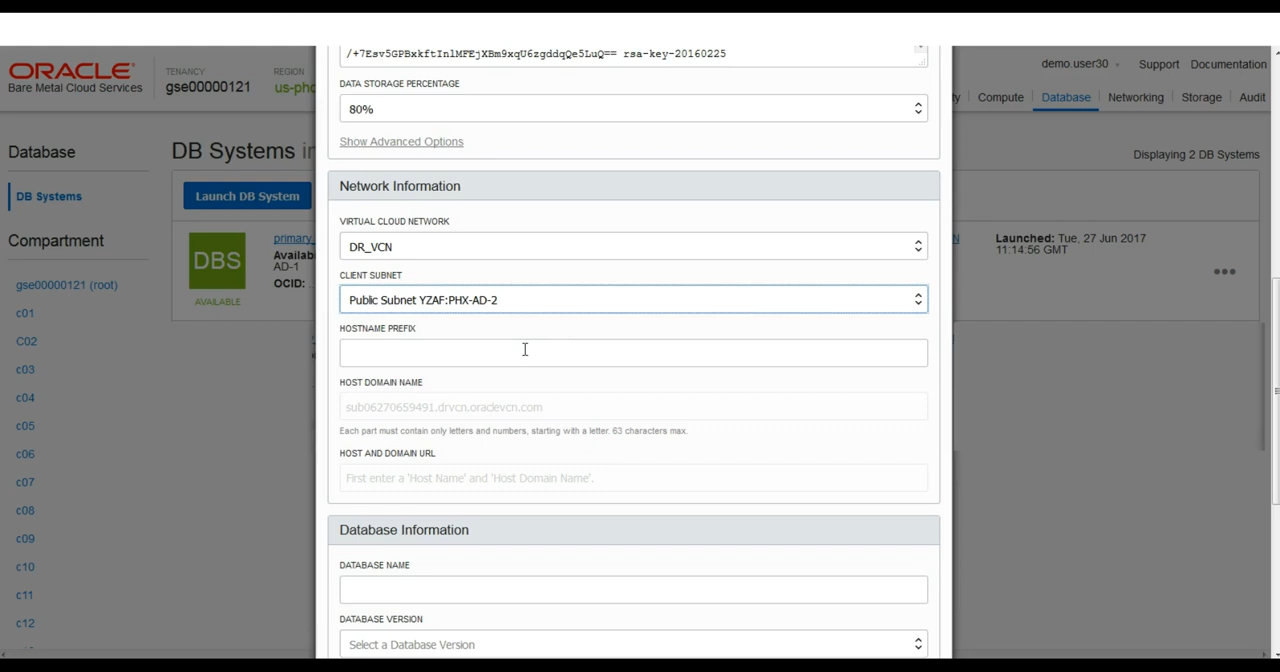 /+7Esv5GPBxkftInlMFEjXBm9xqU6zgddqQe5LuQ== rsa-key-20160225
ORACLE
Bare Metal Cloud Services
TENANCY
gse00000121
REGION
us-pho
demo.user30
Support
Documentation
Compute
Database
Networking
Storage
Audit
DATA STORAGE PERCENTAGE
80%
Show Advanced Options
Database
DB Systems
Compartment
gse00000121 (root)
c01
C02
c03
c04
c05
c06
c07
c08
c09
c10
c11
c12
DB Systems in
Displaying 2 DB Systems
Launch DB System
DBS
AVAILABLE
primary_
Availab
AD-1
OCID:
Launched: Tue, 27 Jun 2017
11:14:56 GMT
Network Information
VIRTUAL CLOUD NETWORK
DR_VCN
CLIENT SUBNET
Public Subnet YZAF:PHX-AD-2
HOSTNAME PREFIX
HOST DOMAIN NAME
sub06270659491.drvcn.oraclevcn.com
Each part must contain only letters and numbers, starting with a letter. 63 characters max.
HOST AND DOMAIN URL
First enter a 'Host Name' and 'Host Domain Name'.
Database Information
DATABASE NAME
DATABASE VERSION
Select a Database Version